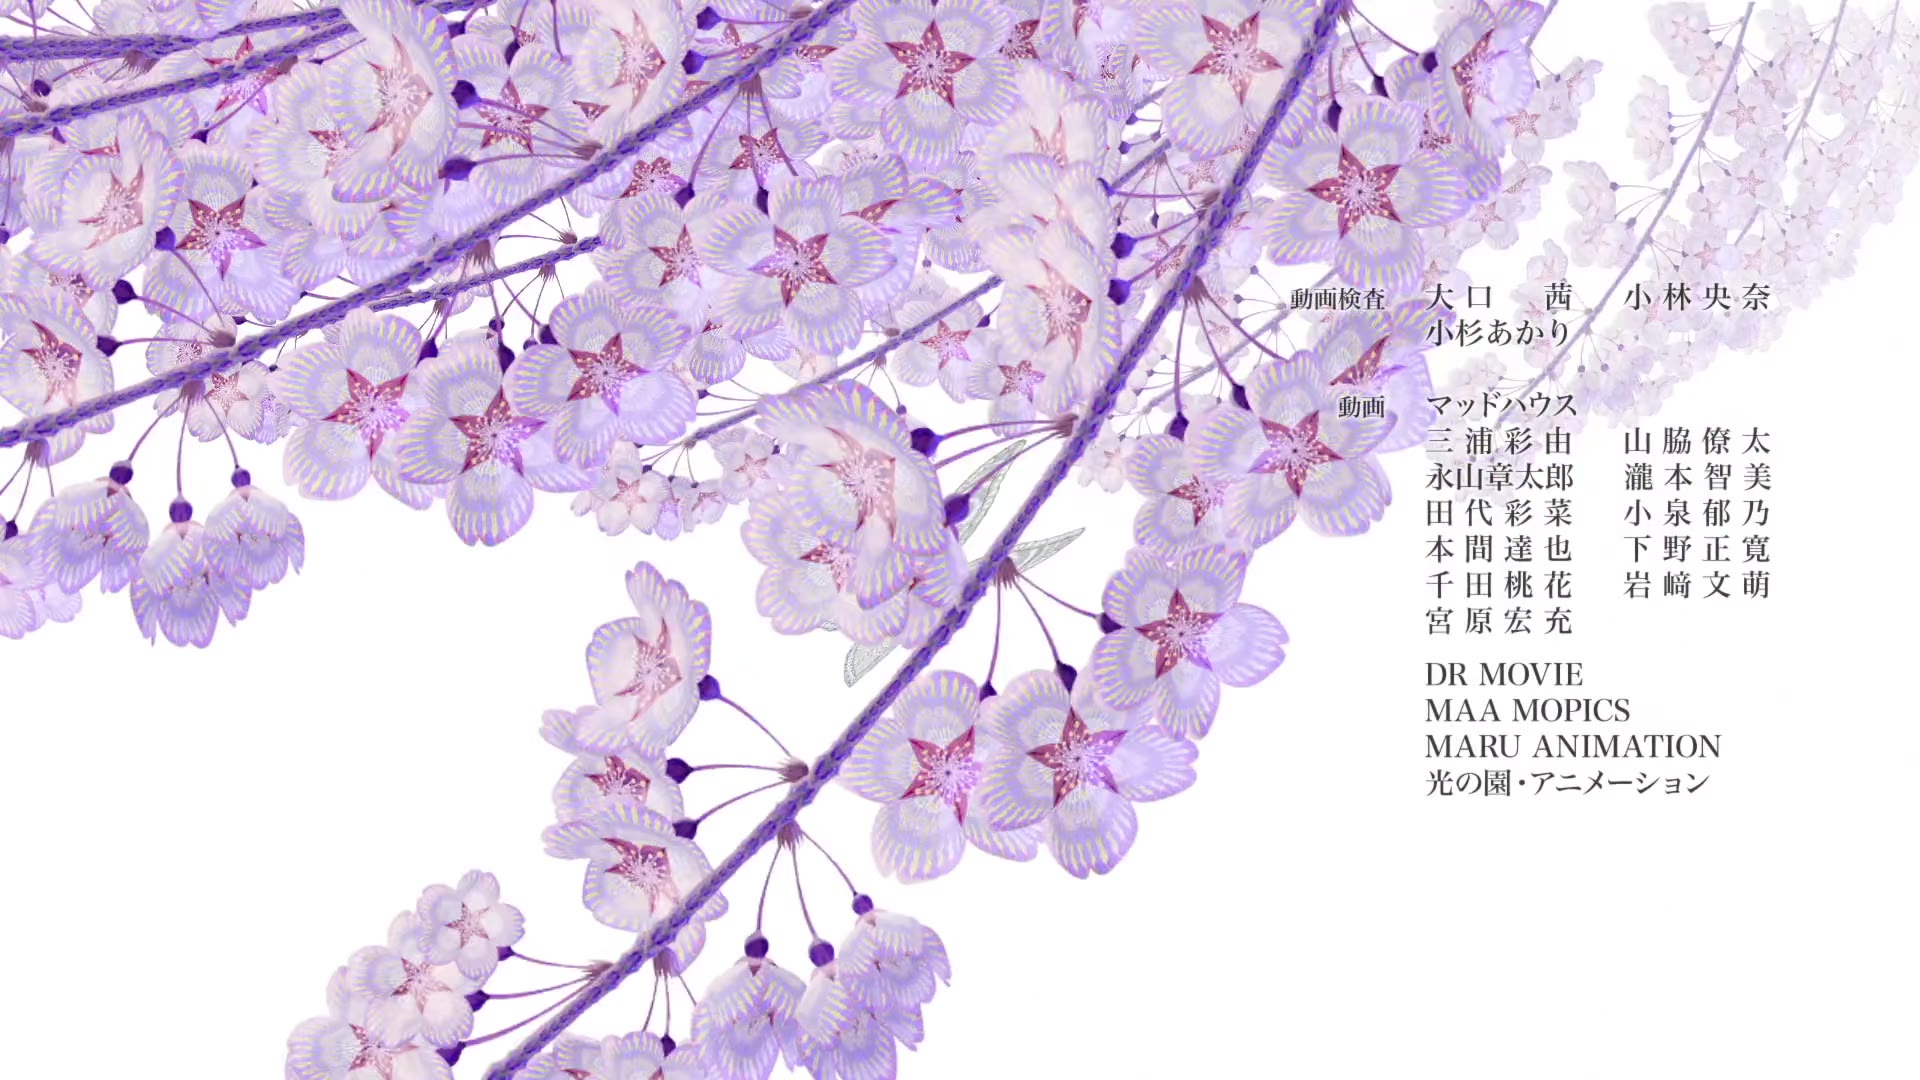 動画検査 大口 茜 小林央奈
小杉あかり
動画 マッドハウス
三浦彩由 山脇僚太
永山章太郎 瀧本智美
田代彩菜 小泉郁乃
本間達也 下野正寛
千田桃花 岩﨑文萌
宮原宏充
DR MOVIE
MAA MOPICS
MARU ANIMATION
光の園・アニメーション